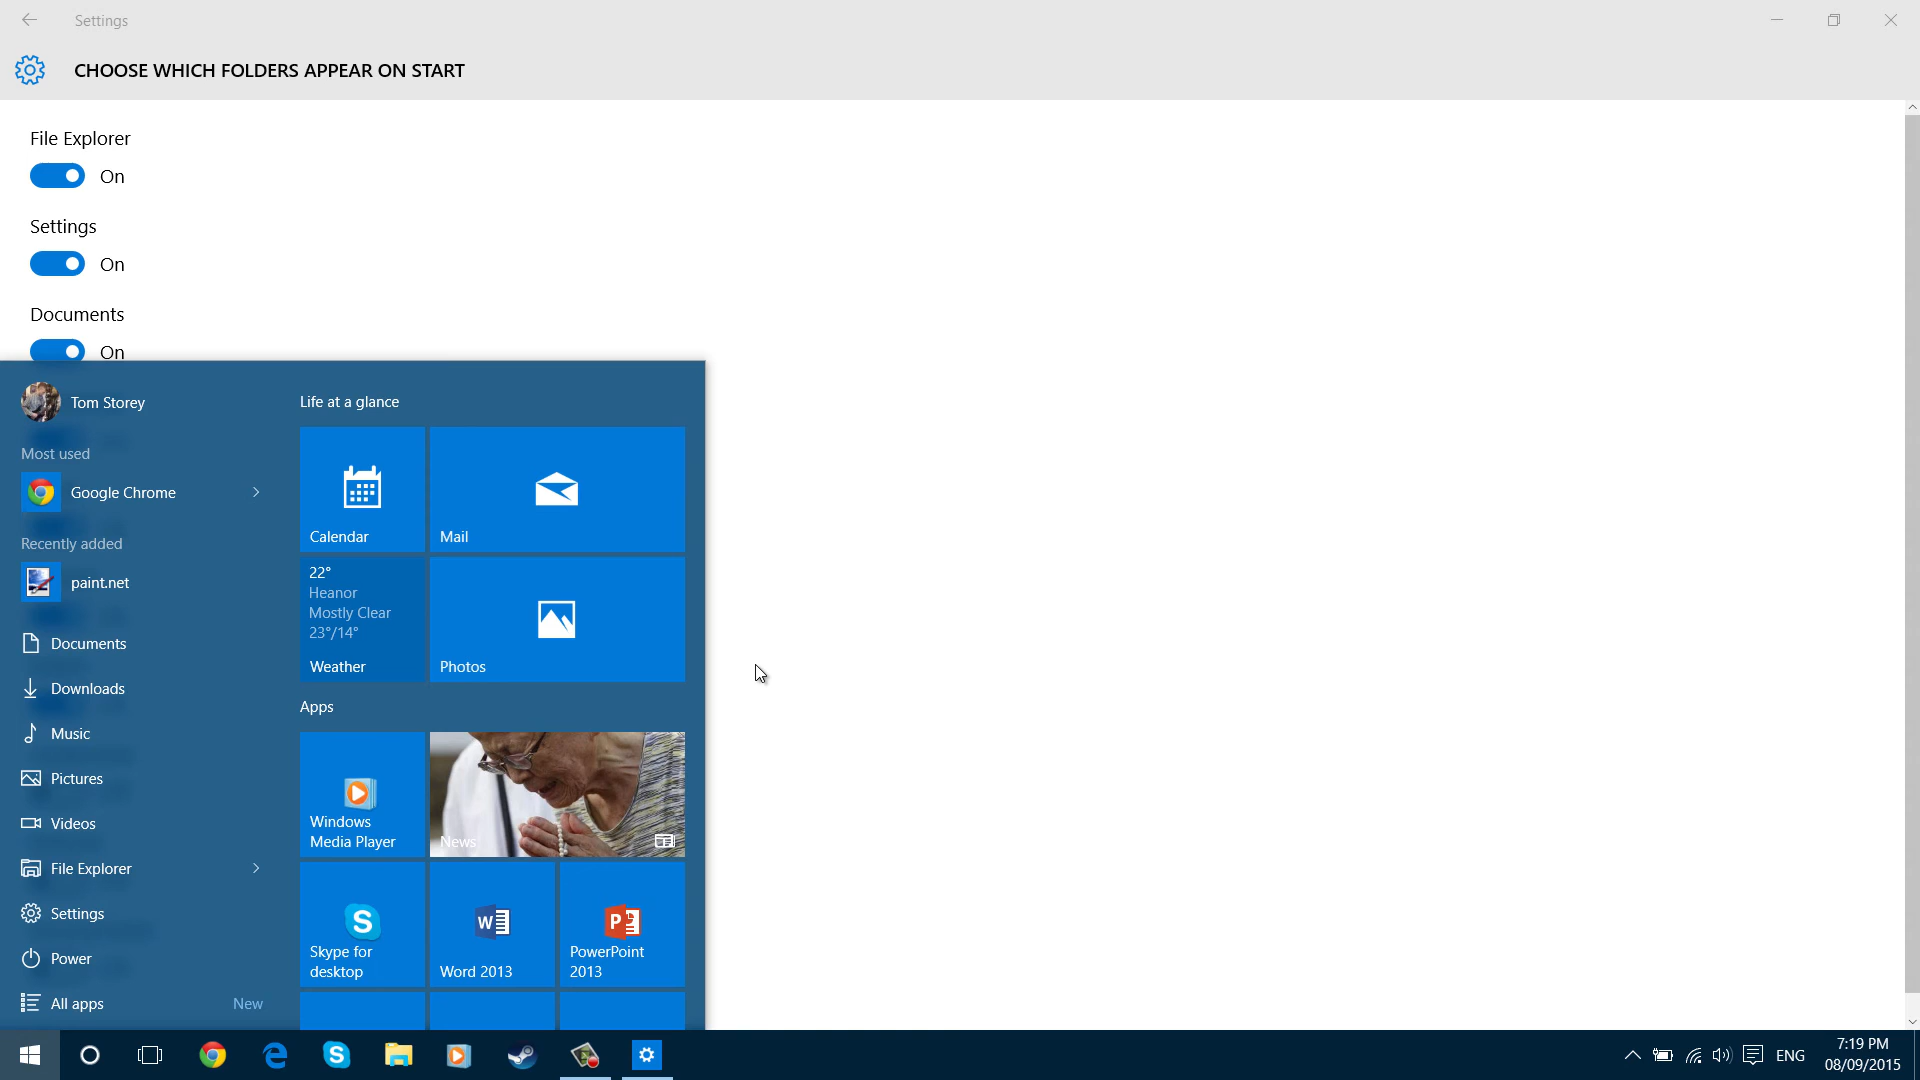 Settings
CHOOSE WHICH FOLDERS APPEAR ON START
File Explorer
On
Settings
On
Documents
On
Tom Storey
Most used
Google Chrome
Recently added
paint.net
Documents
Downloads
Music
Pictures
Videos
File Explorer
Settings
Power
All apps New
Life at a glance
Calendar
Mail
22°
Heanor
Mostly Clear
23°/14°
Weather
Photos
Apps
Windows
Media Player
News
Skype for
desktop
Word 2013
PowerPoint
2013
ENG
7:19 PM
08/09/2015